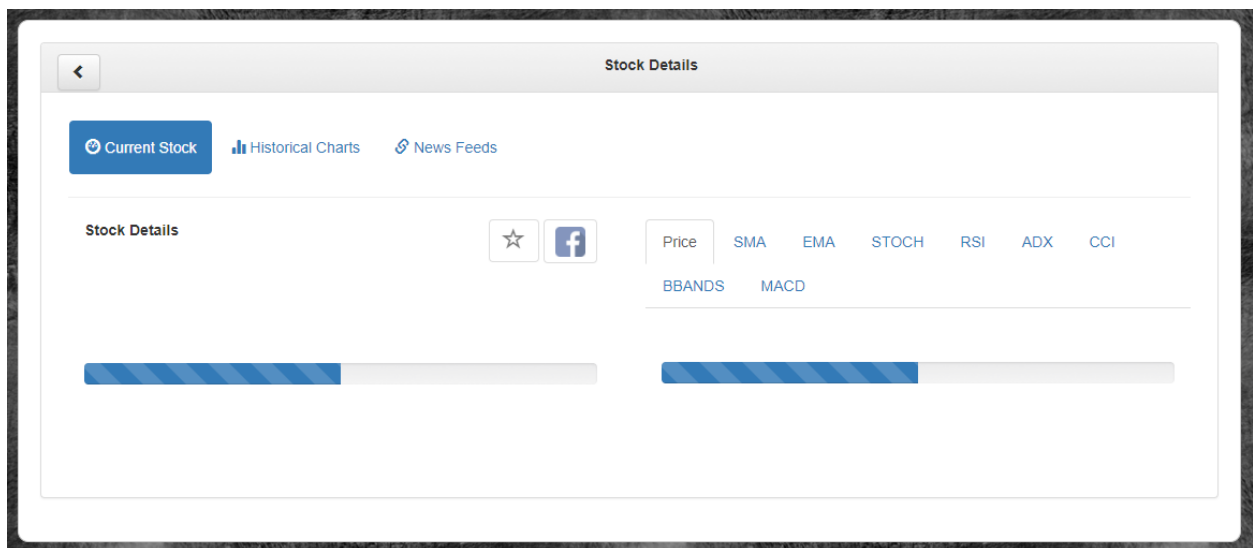 Stock Details
Current Stock Historical Charts News Feeds
Stock Details
Price SMA EMA STOCH RSI ADX CCI
BBANDS MACD